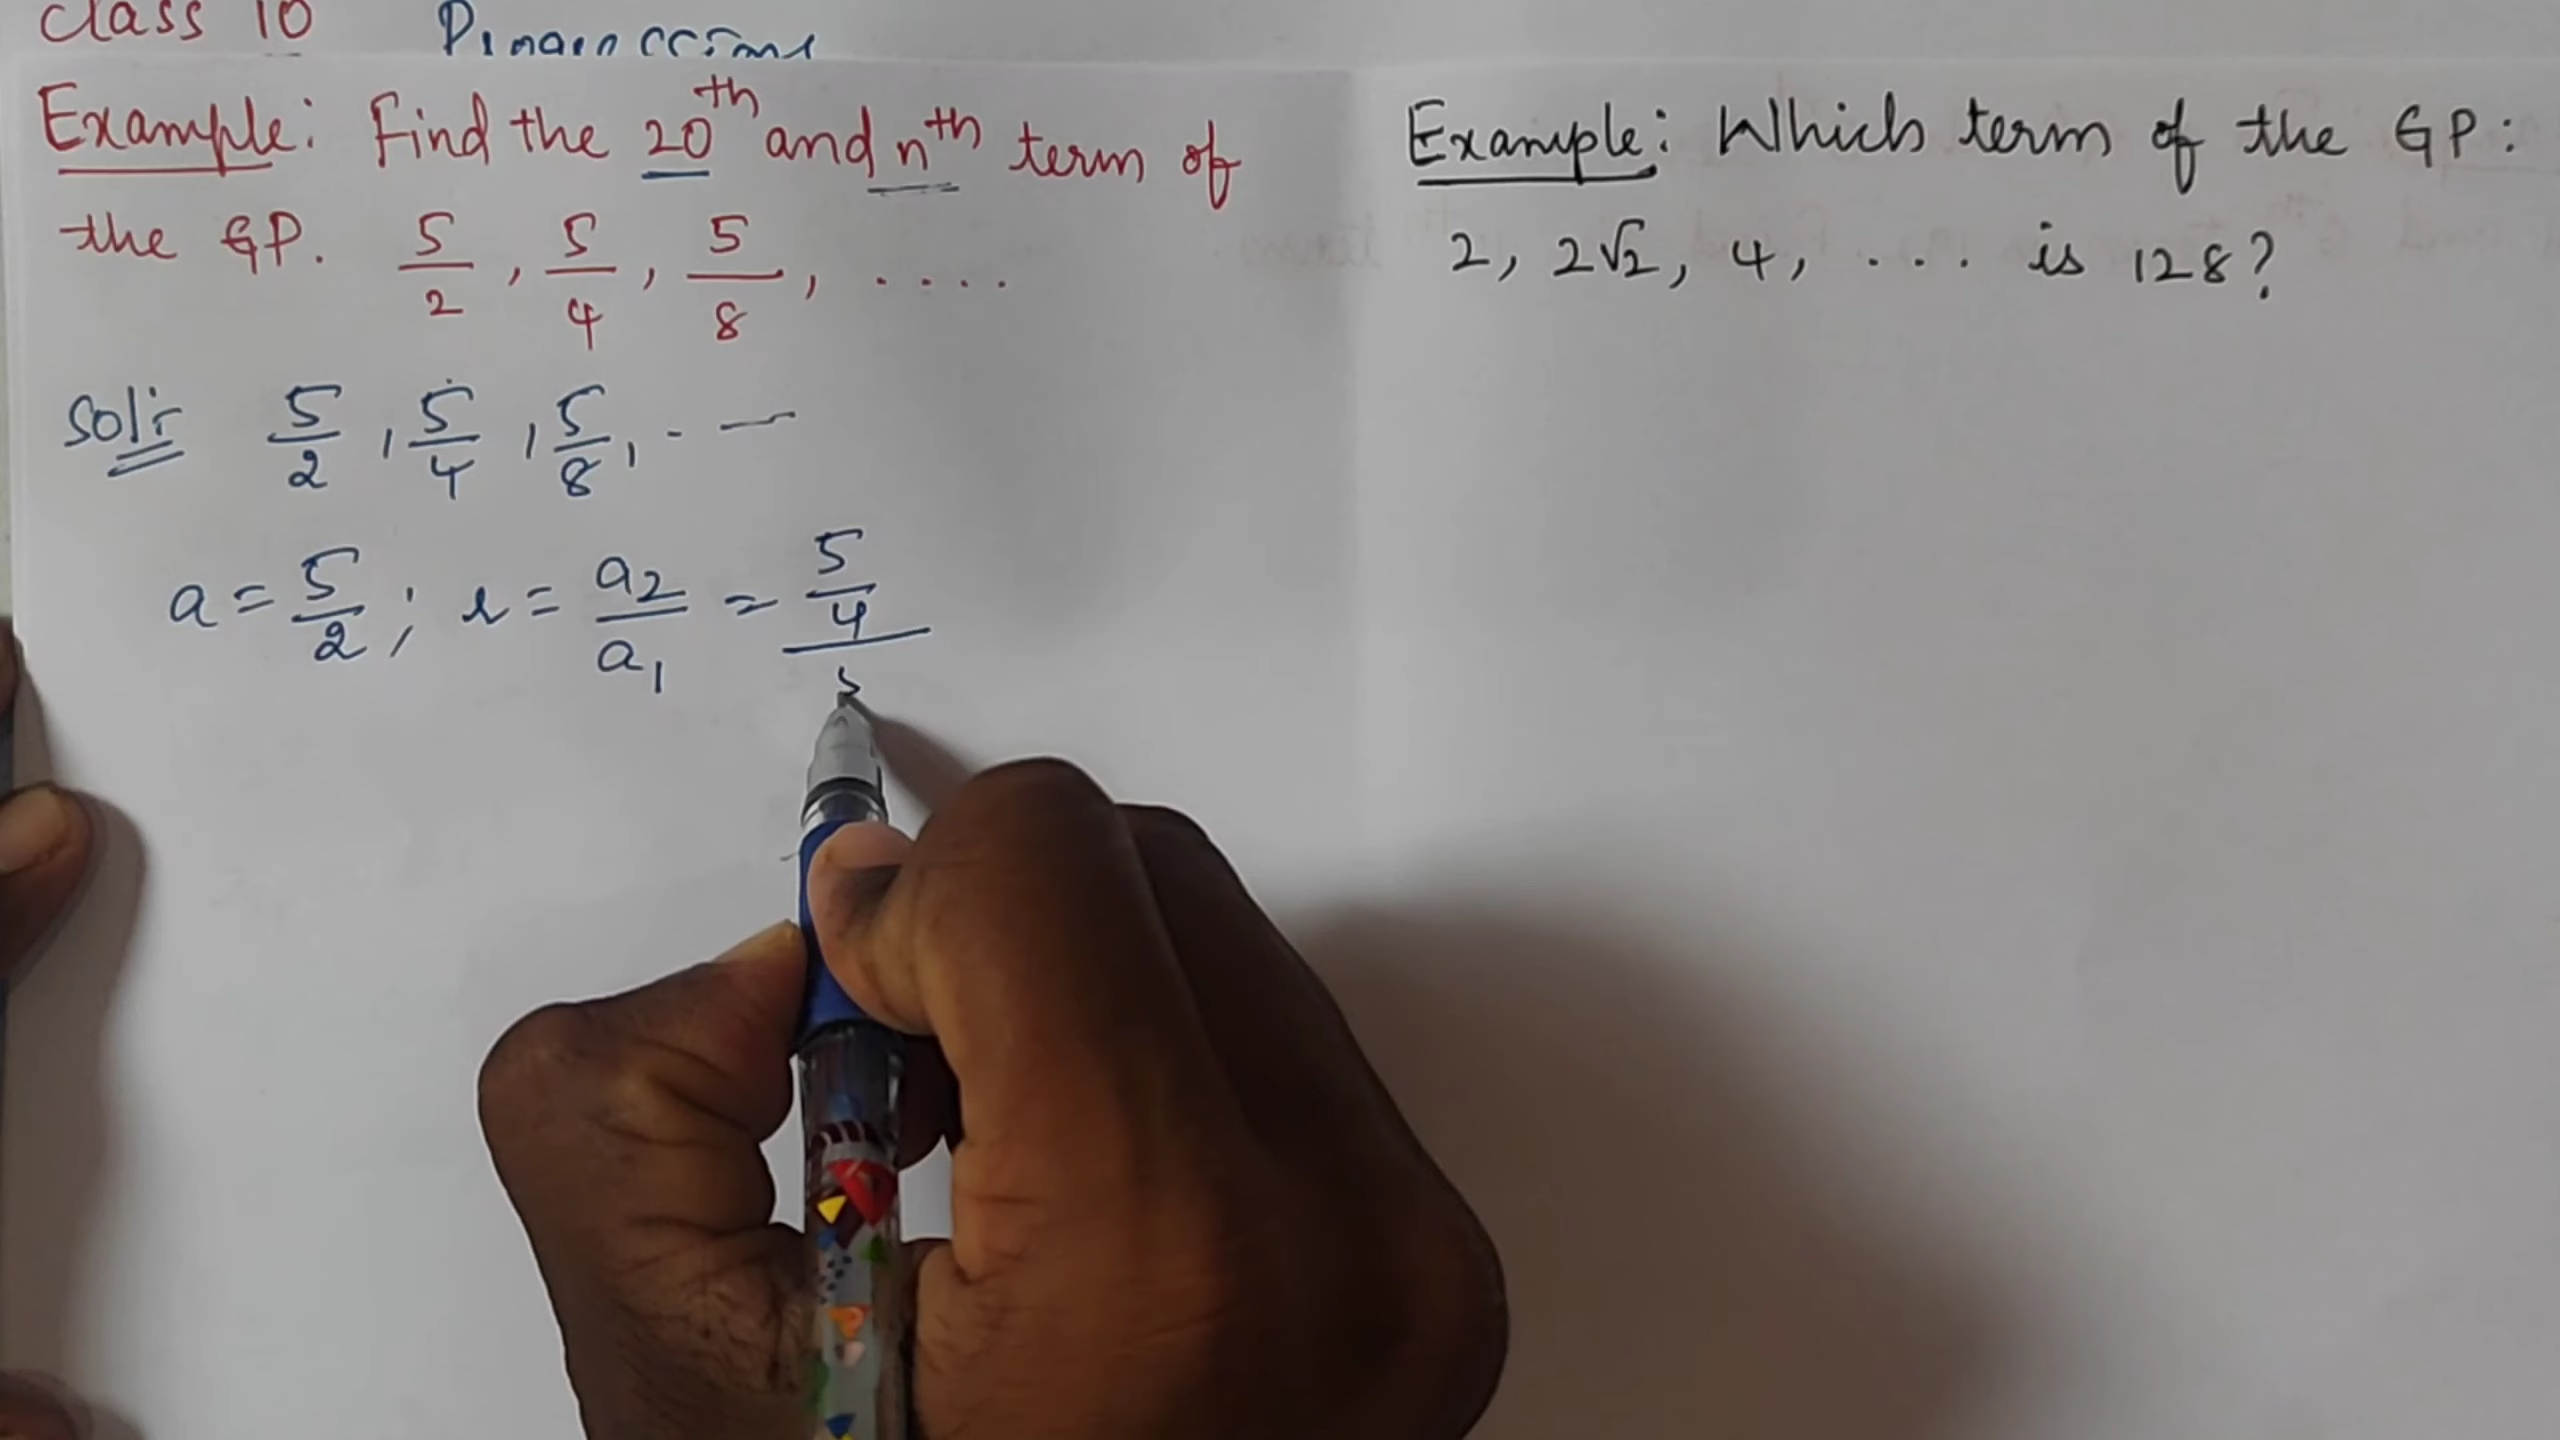 Class 10
Example: Find the 20th and nth term of
the GP. 5/2, 5/4, 5/8, ....
Sol:- 5/2, 5/4, 5/8, - —
a = 5/2 ; r = a2/a1 = 5/4 / 5
Example: Which term of the GP:
2, 2√2, 4, ... is 128?